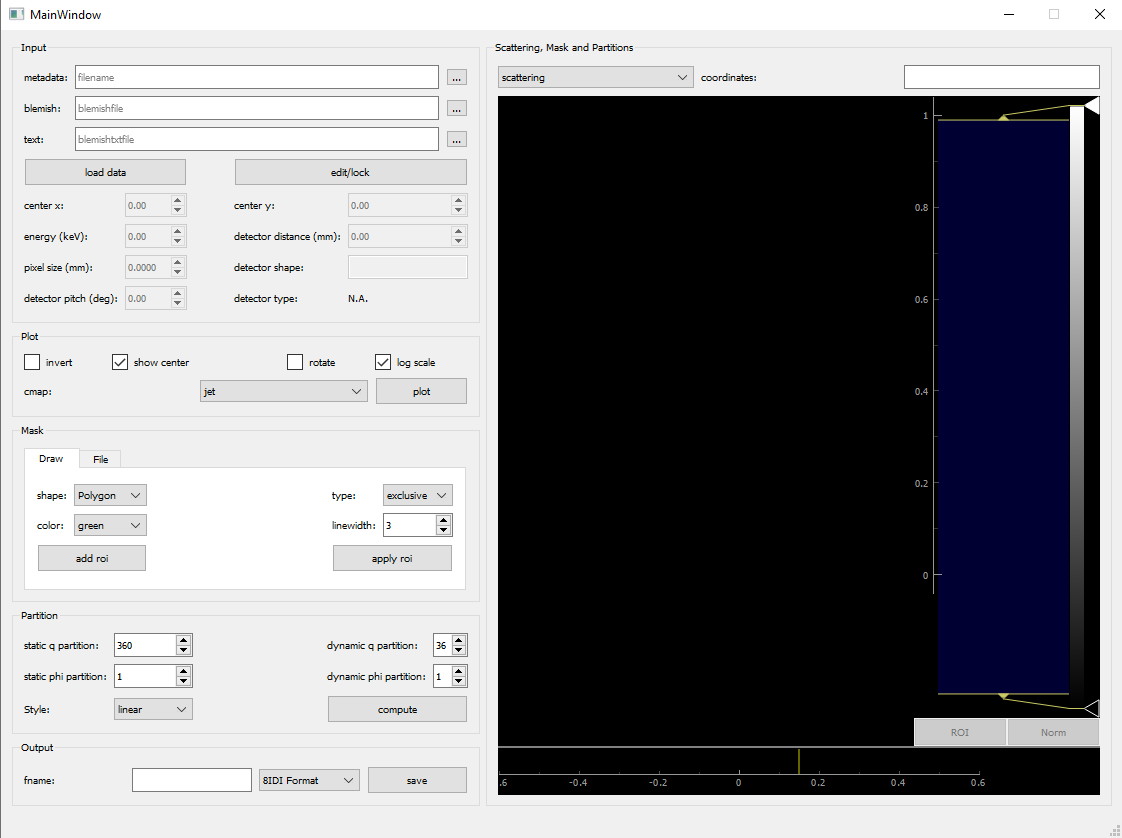 MainWindow
Input
metadata: filename ...
blemish: blemishfile ...
text: blemishtxtfile ...
load data edit/lock
center x: 0.00 center y: 0.00
energy (keV): 0.00 detector distance (mm): 0.00
pixel size (mm): 0.0000 detector shape:
detector pitch (deg): 0.00 detector type: N.A.
Plot
invert show center rotate log scale
cmap: jet plot
Mask
Draw File
shape: Polygon type: exclusive
color: green linewidth: 3
add roi apply roi
Partition
static q partition: 360 dynamic q partition: 36
static phi partition: 1 dynamic phi partition: 1
Style: linear compute
Output
fname: 8IDI Format save
Scattering, Mask and Partitions
scattering coordinates:
1
0.8
0.6
0.4
0.2
0
ROI Norm
.6 -0.4 -0.2 0 0.2 0.4 0.6